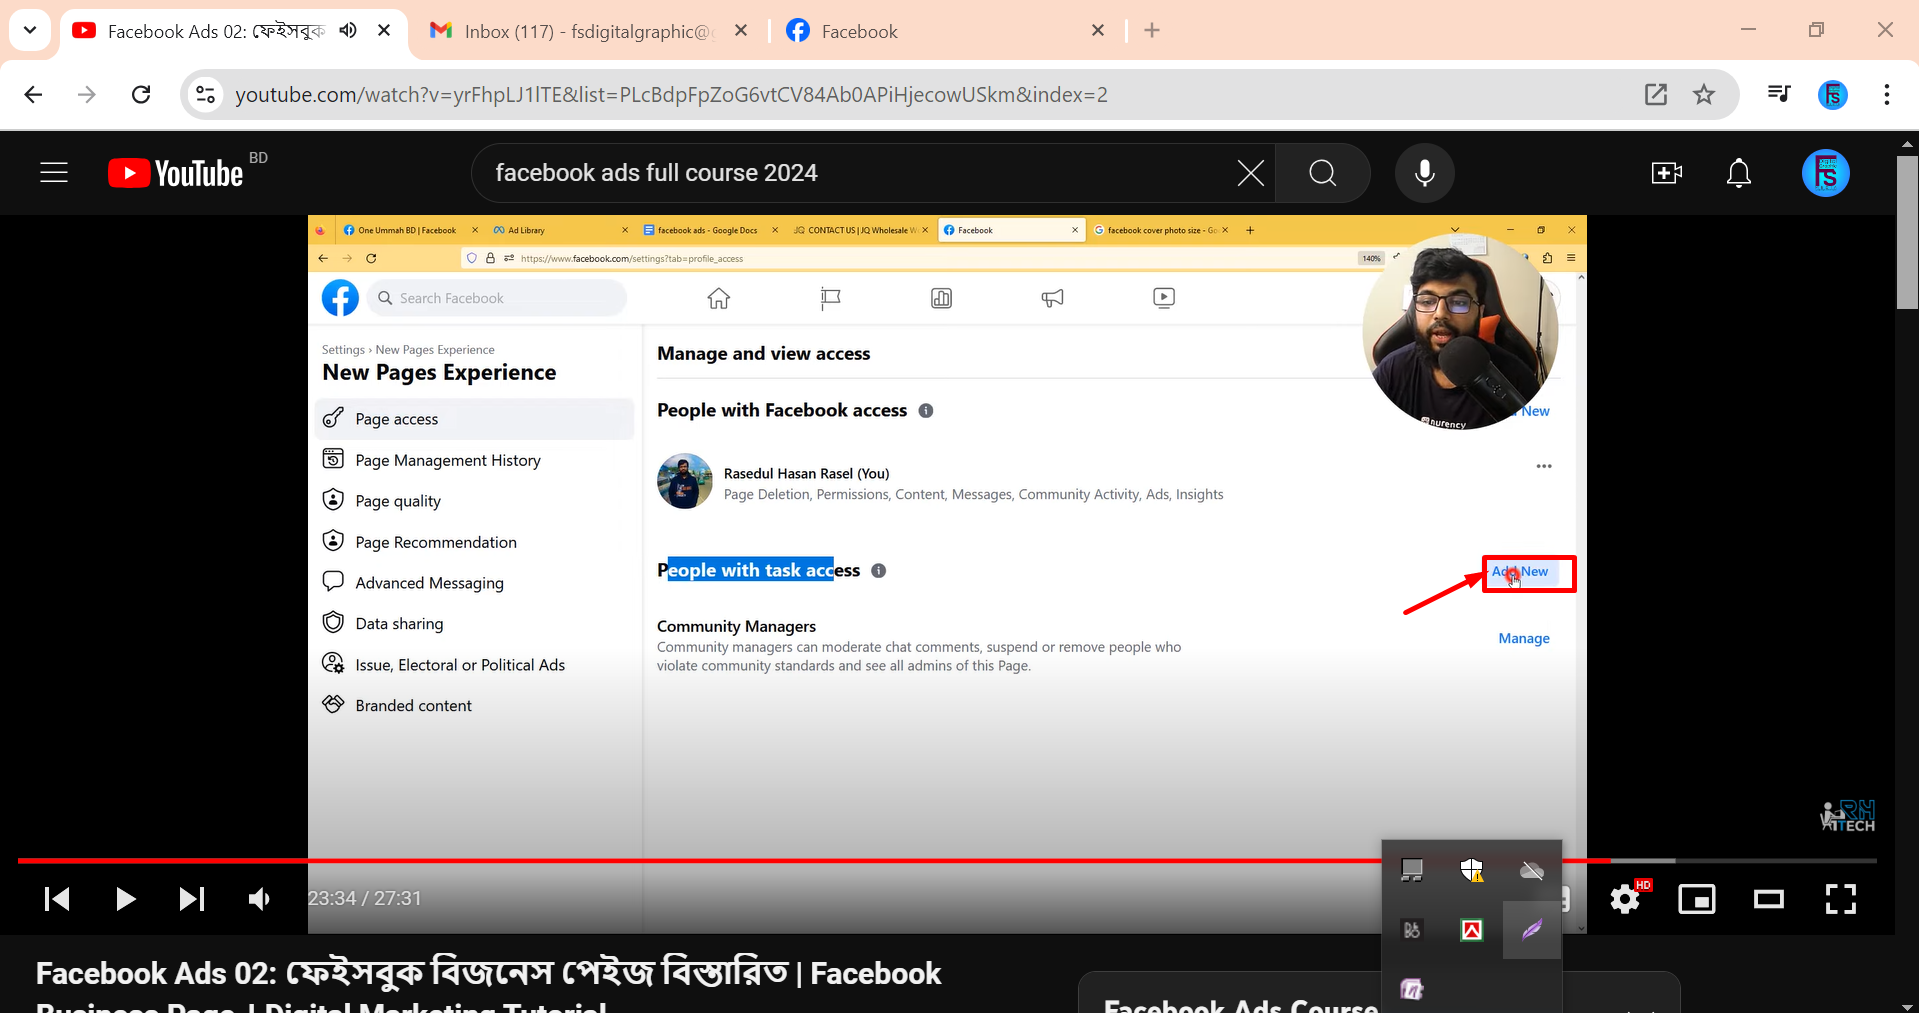 Facebook Ads 02: ফেইসবুক
Inbox (117) - fsdigitalgraphic@
Facebook
youtube.com/watch?v=yrFhpLJ1lTE&list=PLcBdpFpZoG6vtCV84Ab0APiHjecowUSkm&index=2
YouTube BD
facebook ads full course 2024
One Ummah BD | Facebook
Ad Library
facebook ads - Google Docs
CONTACT US | JQ Wholesale
Facebook
facebook cover photo size - Go
https://www.facebook.com/settings?tab=profile_access
140%
Search Facebook
Settings › New Pages Experience
New Pages Experience
Page access
Page Management History
Page quality
Page Recommendation
Advanced Messaging
Data sharing
Issue, Electoral or Political Ads
Branded content
Manage and view access
People with Facebook access
New
Rasedul Hasan Rasel (You)
Page Deletion, Permissions, Content, Messages, Community Activity, Ads, Insights
People with task access
Add New
Community Managers
Community managers can moderate chat comments, suspend or remove people who
violate community standards and see all admins of this Page.
Manage
RH
TECH
23:34 / 27:31
HD
Facebook Ads 02: ফেইসবুক বিজনেস পেইজ বিস্তারিত | Facebook
Business Page | Digital Marketing Tutorial
Facebook Ads Course